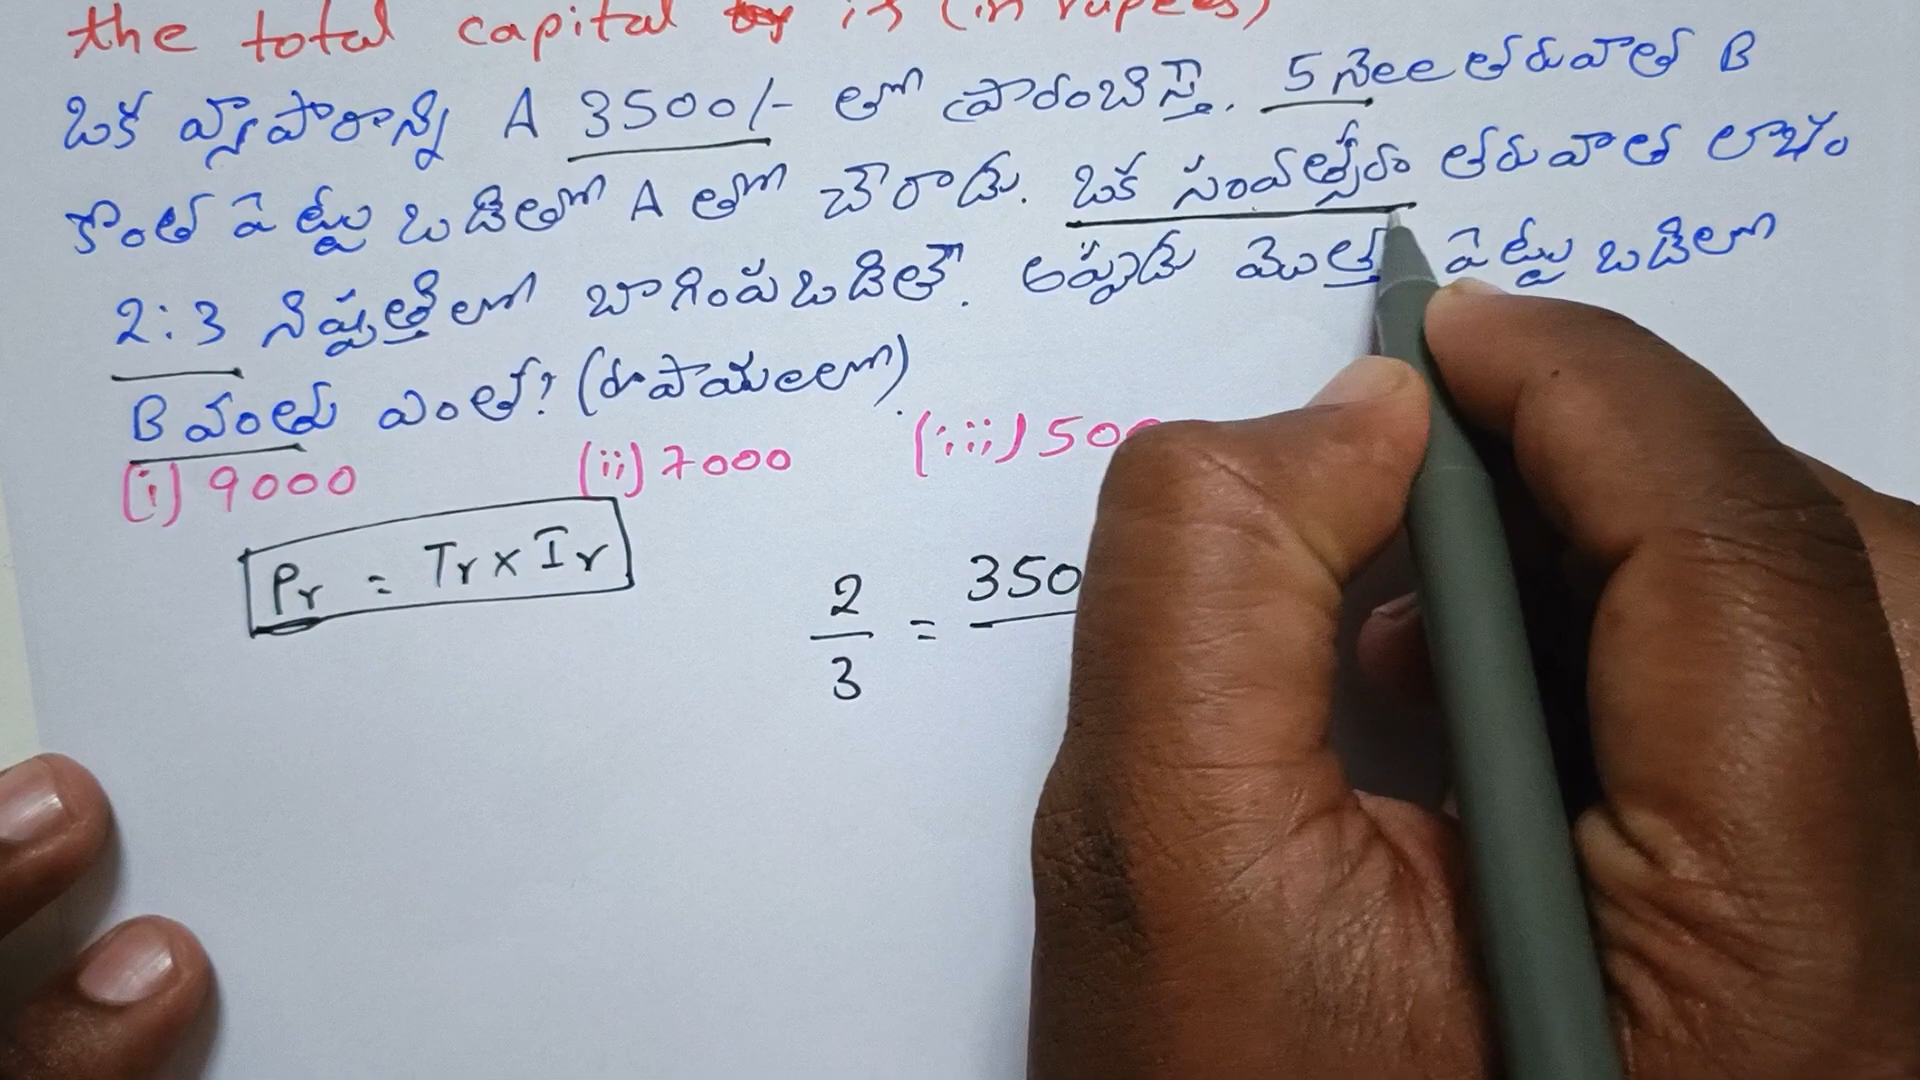 the total capital is (in rupees)
ఒక వ్యాపారాన్ని A 3500/- తో ప్రారంబిస్తే. 5 నెలల తరువాత B
కొంత పెట్టుబడితో A తో చేరాడు. ఒక సంవత్సరం తరువాత లాభం
2:3 నిష్పత్తిలో బాగింపబడితే. అప్పుడు మొత్త పెట్టుబడిలో
B వంతు ఎంత? (రూపాయలలో).
(i) 9000 (ii) 7000 (iii) 500
Pr = Tr x Ir
2/3 = 350